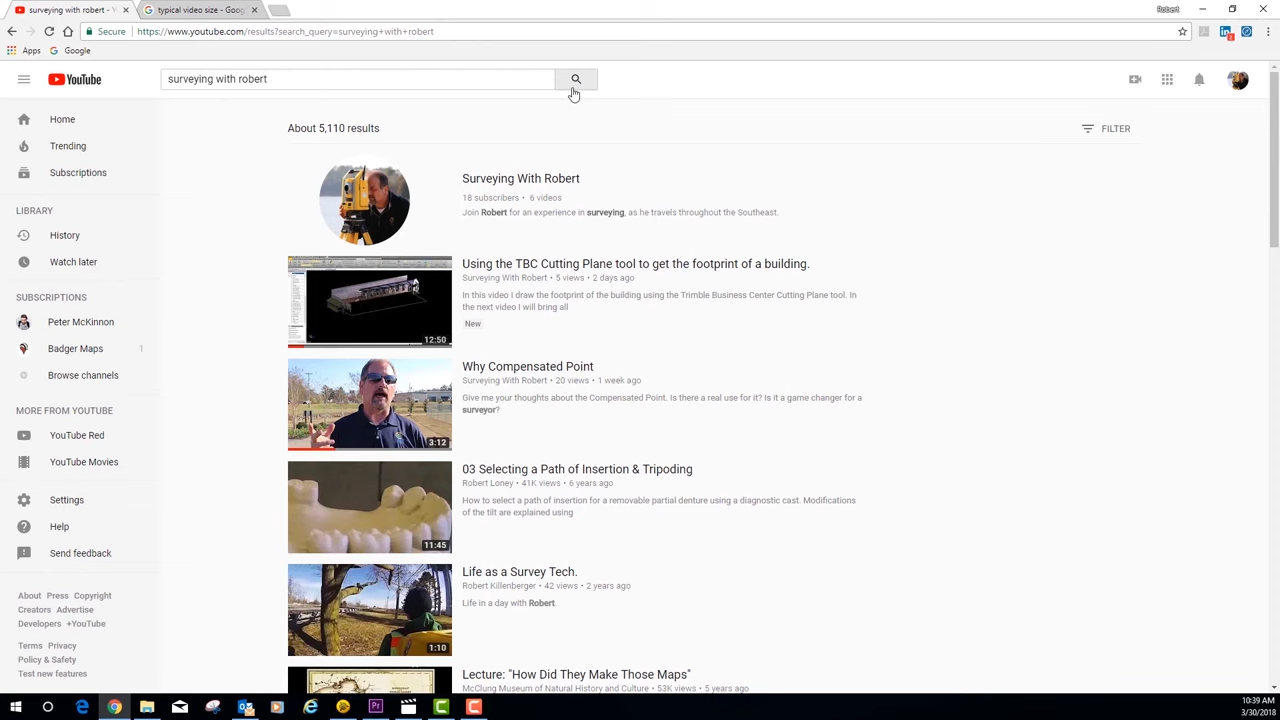 surveying with robert - Y
typical video size - Goog
Robert
Secure
https://www.youtube.com/results?search_query=surveying+with+robert
Apps
Google
YouTube
surveying with robert
Home
Trending
Subscriptions
LIBRARY
History
Watch later
SUBSCRIPTIONS
Peter McKinnon
Badger Maps 1
Browse channels
MORE FROM YOUTUBE
YouTube Red
YouTube Movies
Settings
Help
Send feedback
About Press Copyright
Creators Advertise
Developers +YouTube
Terms Privacy
Policy & Safety
Test new features
About 5,110 results
FILTER
Surveying With Robert
18 subscribers • 6 videos
Join Robert for an experience in surveying, as he travels throughout the Southeast.
12:50
Using the TBC Cutting Plane tool to get the footprint of a building.
Surveying With Robert • 5 views • 2 days ago
In this video I draw the footprint of the building using the Trimble Business Center Cutting Plane tool. In
the next video I will bring all
New
3:12
Why Compensated Point
Surveying With Robert • 20 views • 1 week ago
Give me your thoughts about the Compensated Point. Is there a real use for it? Is it a game changer for a
surveyor?
11:45
03 Selecting a Path of Insertion & Tripoding
Robert Loney • 41K views • 6 years ago
How to select a path of insertion for a removable partial denture using a diagnostic cast. Modifications
of the tilt are explained using
1:10
Life as a Survey Tech.
Robert Killenberger • 42 views • 2 years ago
Life in a day with Robert.
Lecture: "How Did They Make Those Maps"
McClung Museum of Natural History and Culture • 53K views • 5 years ago
10:39 AM
3/30/2018